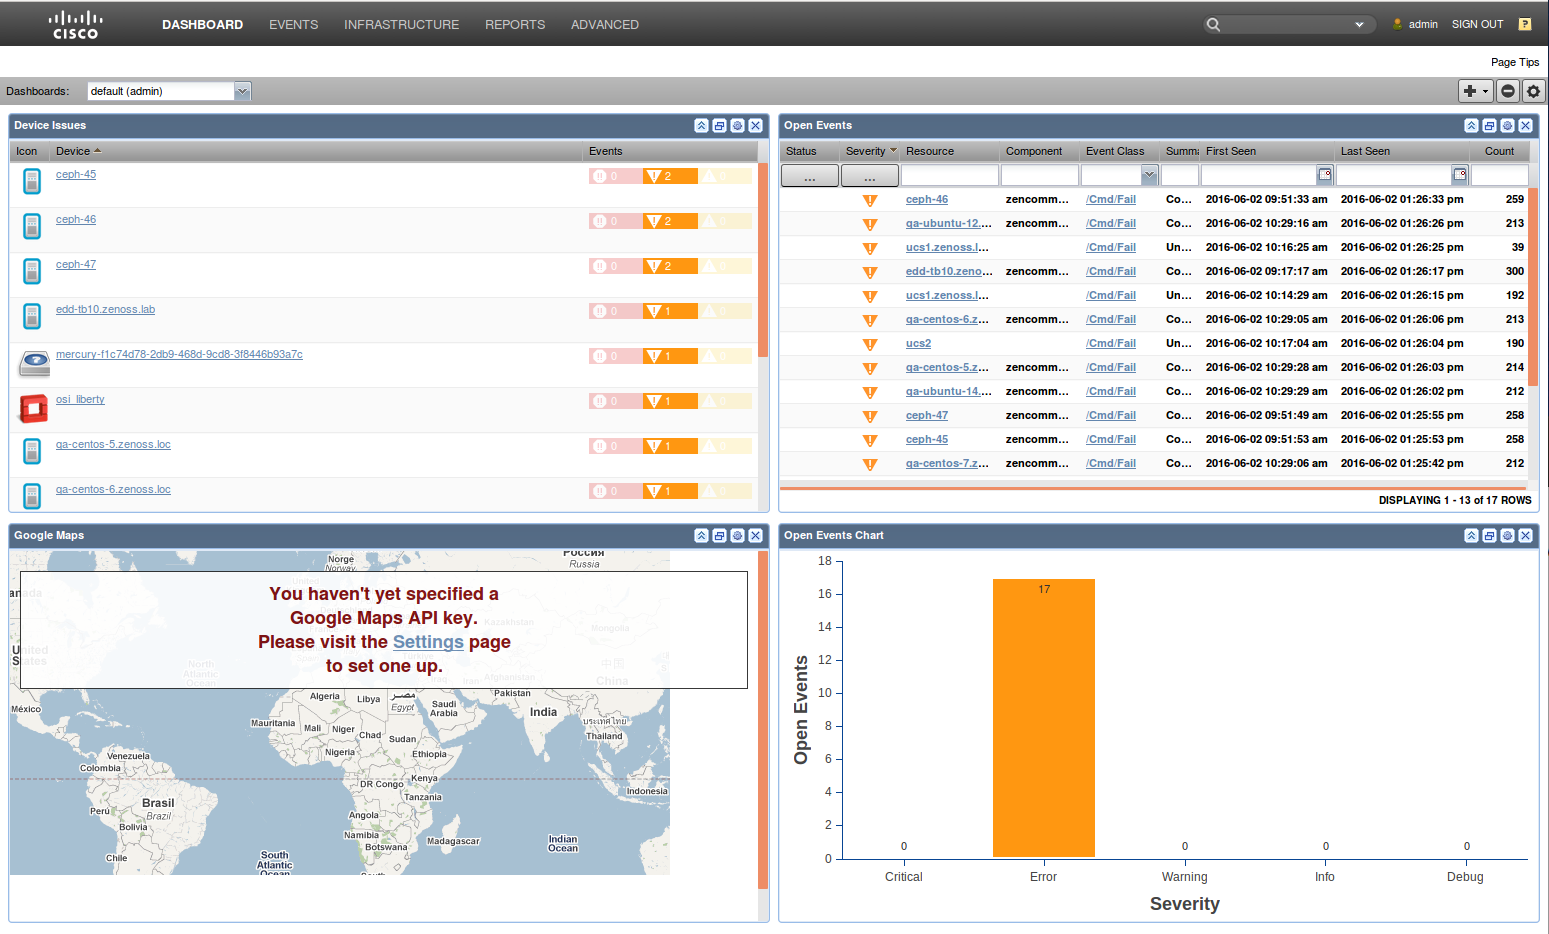 CISCO
DASHBOARD EVENTS INFRASTRUCTURE REPORTS ADVANCED
admin SIGN OUT ?
Page Tips
Dashboards: default (admin)
Device Issues
Icon Device Events
ceph-45 0 2 0
ceph-46 0 2 0
ceph-47 0 2 0
edd-tb10.zenoss.lab 0 1 0
mercury-f1c74d78-2db9-468d-9cd8-3f8446b93a7c 0 1 0
osi_liberty 0 1 0
qa-centos-5.zenoss.loc 0 1 0
qa-centos-6.zenoss.loc 0 1 0
Open Events
Status Severity Resource Component Event Class Summa First Seen Last Seen Count
... ...
ceph-46 zencomm... /Cmd/Fail Co... 2016-06-02 09:51:33 am 2016-06-02 01:26:33 pm 259
qa-ubuntu-12.... zencomm... /Cmd/Fail Co... 2016-06-02 10:29:16 am 2016-06-02 01:26:26 pm 213
ucs1.zenoss.l... /Cmd/Fail Un... 2016-06-02 10:16:25 am 2016-06-02 01:26:25 pm 39
edd-tb10.zeno... zencomm... /Cmd/Fail Co... 2016-06-02 09:17:17 am 2016-06-02 01:26:17 pm 300
ucs1.zenoss.l... /Cmd/Fail Un... 2016-06-02 10:14:29 am 2016-06-02 01:26:15 pm 192
qa-centos-6.z... zencomm... /Cmd/Fail Co... 2016-06-02 10:29:05 am 2016-06-02 01:26:06 pm 213
ucs2 /Cmd/Fail Un... 2016-06-02 10:17:04 am 2016-06-02 01:26:04 pm 190
qa-centos-5.z... zencomm... /Cmd/Fail Co... 2016-06-02 10:29:28 am 2016-06-02 01:26:03 pm 214
qa-ubuntu-14.... zencomm... /Cmd/Fail Co... 2016-06-02 10:29:29 am 2016-06-02 01:26:02 pm 212
ceph-47 zencomm... /Cmd/Fail Co... 2016-06-02 09:51:49 am 2016-06-02 01:25:55 pm 258
ceph-45 zencomm... /Cmd/Fail Co... 2016-06-02 09:51:53 am 2016-06-02 01:25:53 pm 258
qa-centos-7.z... zencomm... /Cmd/Fail Co... 2016-06-02 10:29:06 am 2016-06-02 01:25:42 pm 212
DISPLAYING 1 - 13 of 17 ROWS
Google Maps
Norge
Norway
Россия
Russia
anada
You haven't yet specified a
Google Maps API key.
Please visit the Settings page
to set one up.
United
States
North
Atlantic
Ocean
Kazakhstan
Mongolia
中国
China
Iraq Iran Afghanistan
México
Algeria Libya مصر
Egypt
Saudi
Arabia
Pakistan
India
ประเทศไทย
Thailand
Mauritania Mali Niger Chad Sudan
Nigeria Ethiopia
Venezuela
Colombia
Kenya
DR Congo
Tanzania
Indonesia
Brasil
Brazil
Perú
Bolivia
Chile
Angola
Namibia
Botswana
Madagascar
Indian
Ocean
South
Atlantic
Ocean
South
Open Events Chart
18
16
14
12
10
8
6
4
2
0
Open Events
0 17 0 0 0
Critical Error Warning Info Debug
Severity